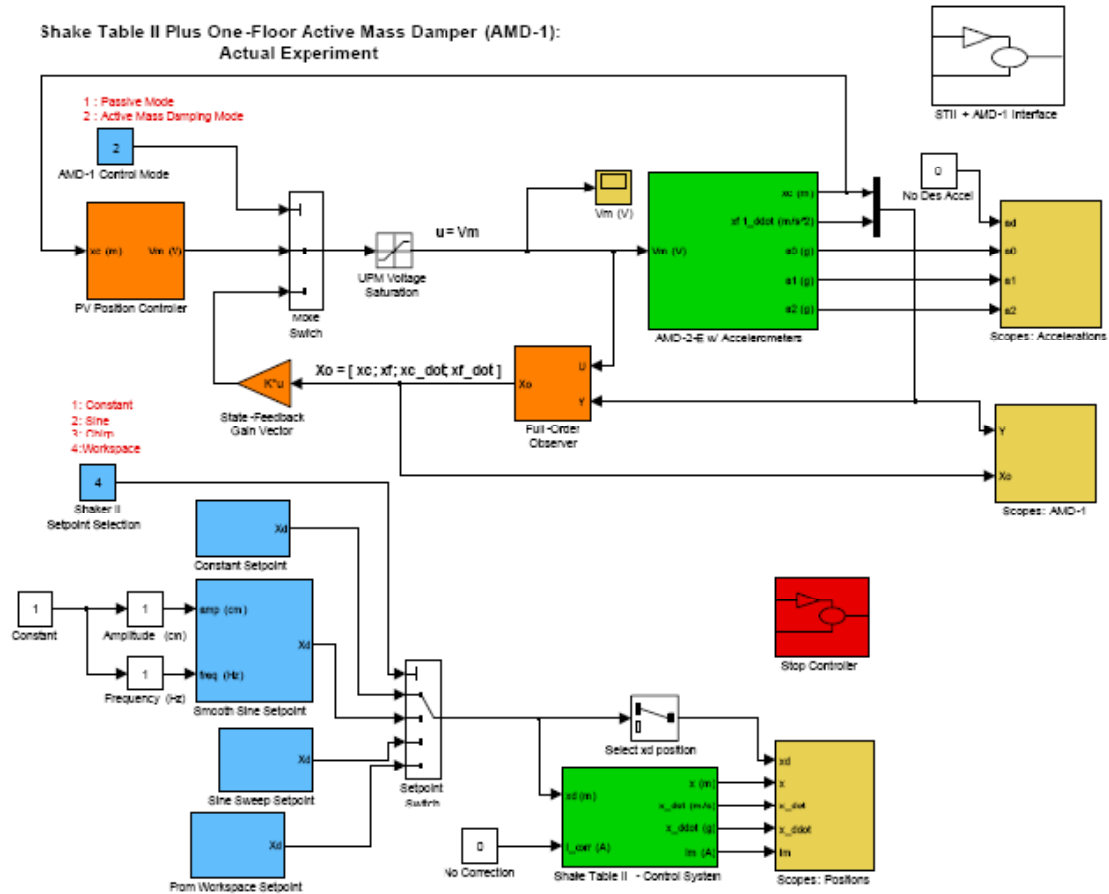 Shake Table II Plus One-Floor Active Mass Damper (AMD-1):
Actual Experiment
STII + AMD-1 Interface
1 : Passive Mode
2 : Active Mass Damping Mode
2
AMD-1 Control Mode
xc (m)
Vm (V)
PV Position Controller
Mode
Switch
UPM Voltage
Saturation
u = Vm
Vm (V)
Vm (V)
xc (m)
xf 1_ddot (m/s^2)
a0 (g)
a1 (g)
a2 (g)
AMD-2-E w/ Accelerometers
0
No Des Accel
ad
a0
a1
a2
Scopes: Accelerations
K*u
State-Feedback
Gain Vector
Xo = [ xc; xf; xc_dot; xf_dot ]
Xo
U
Y
Full-Order
Observer
Y
Xo
Scopes: AMD-1
1: Constant
2: Sine
3: Chirp
4:Workspace
4
Shaker II
Setpoint Selection
Xd
Constant Setpoint
1
Constant
1
Amplitude (cm)
1
Frequency (Hz)
amp (cm)
freq (Hz)
Xd
Smooth Sine Setpoint
Xd
Sine Sweep Setpoint
Xd
From Workspace Setpoint
Setpoint
Switch
Stop Controller
Select xd position
0
No Correction
xd (m)
I_corr (A)
x (m)
x_dot (m/s)
x_ddot (g)
Im (A)
Shake Table II - Control System
xd
x
x_dot
x_ddot
Im
Scopes: Positions